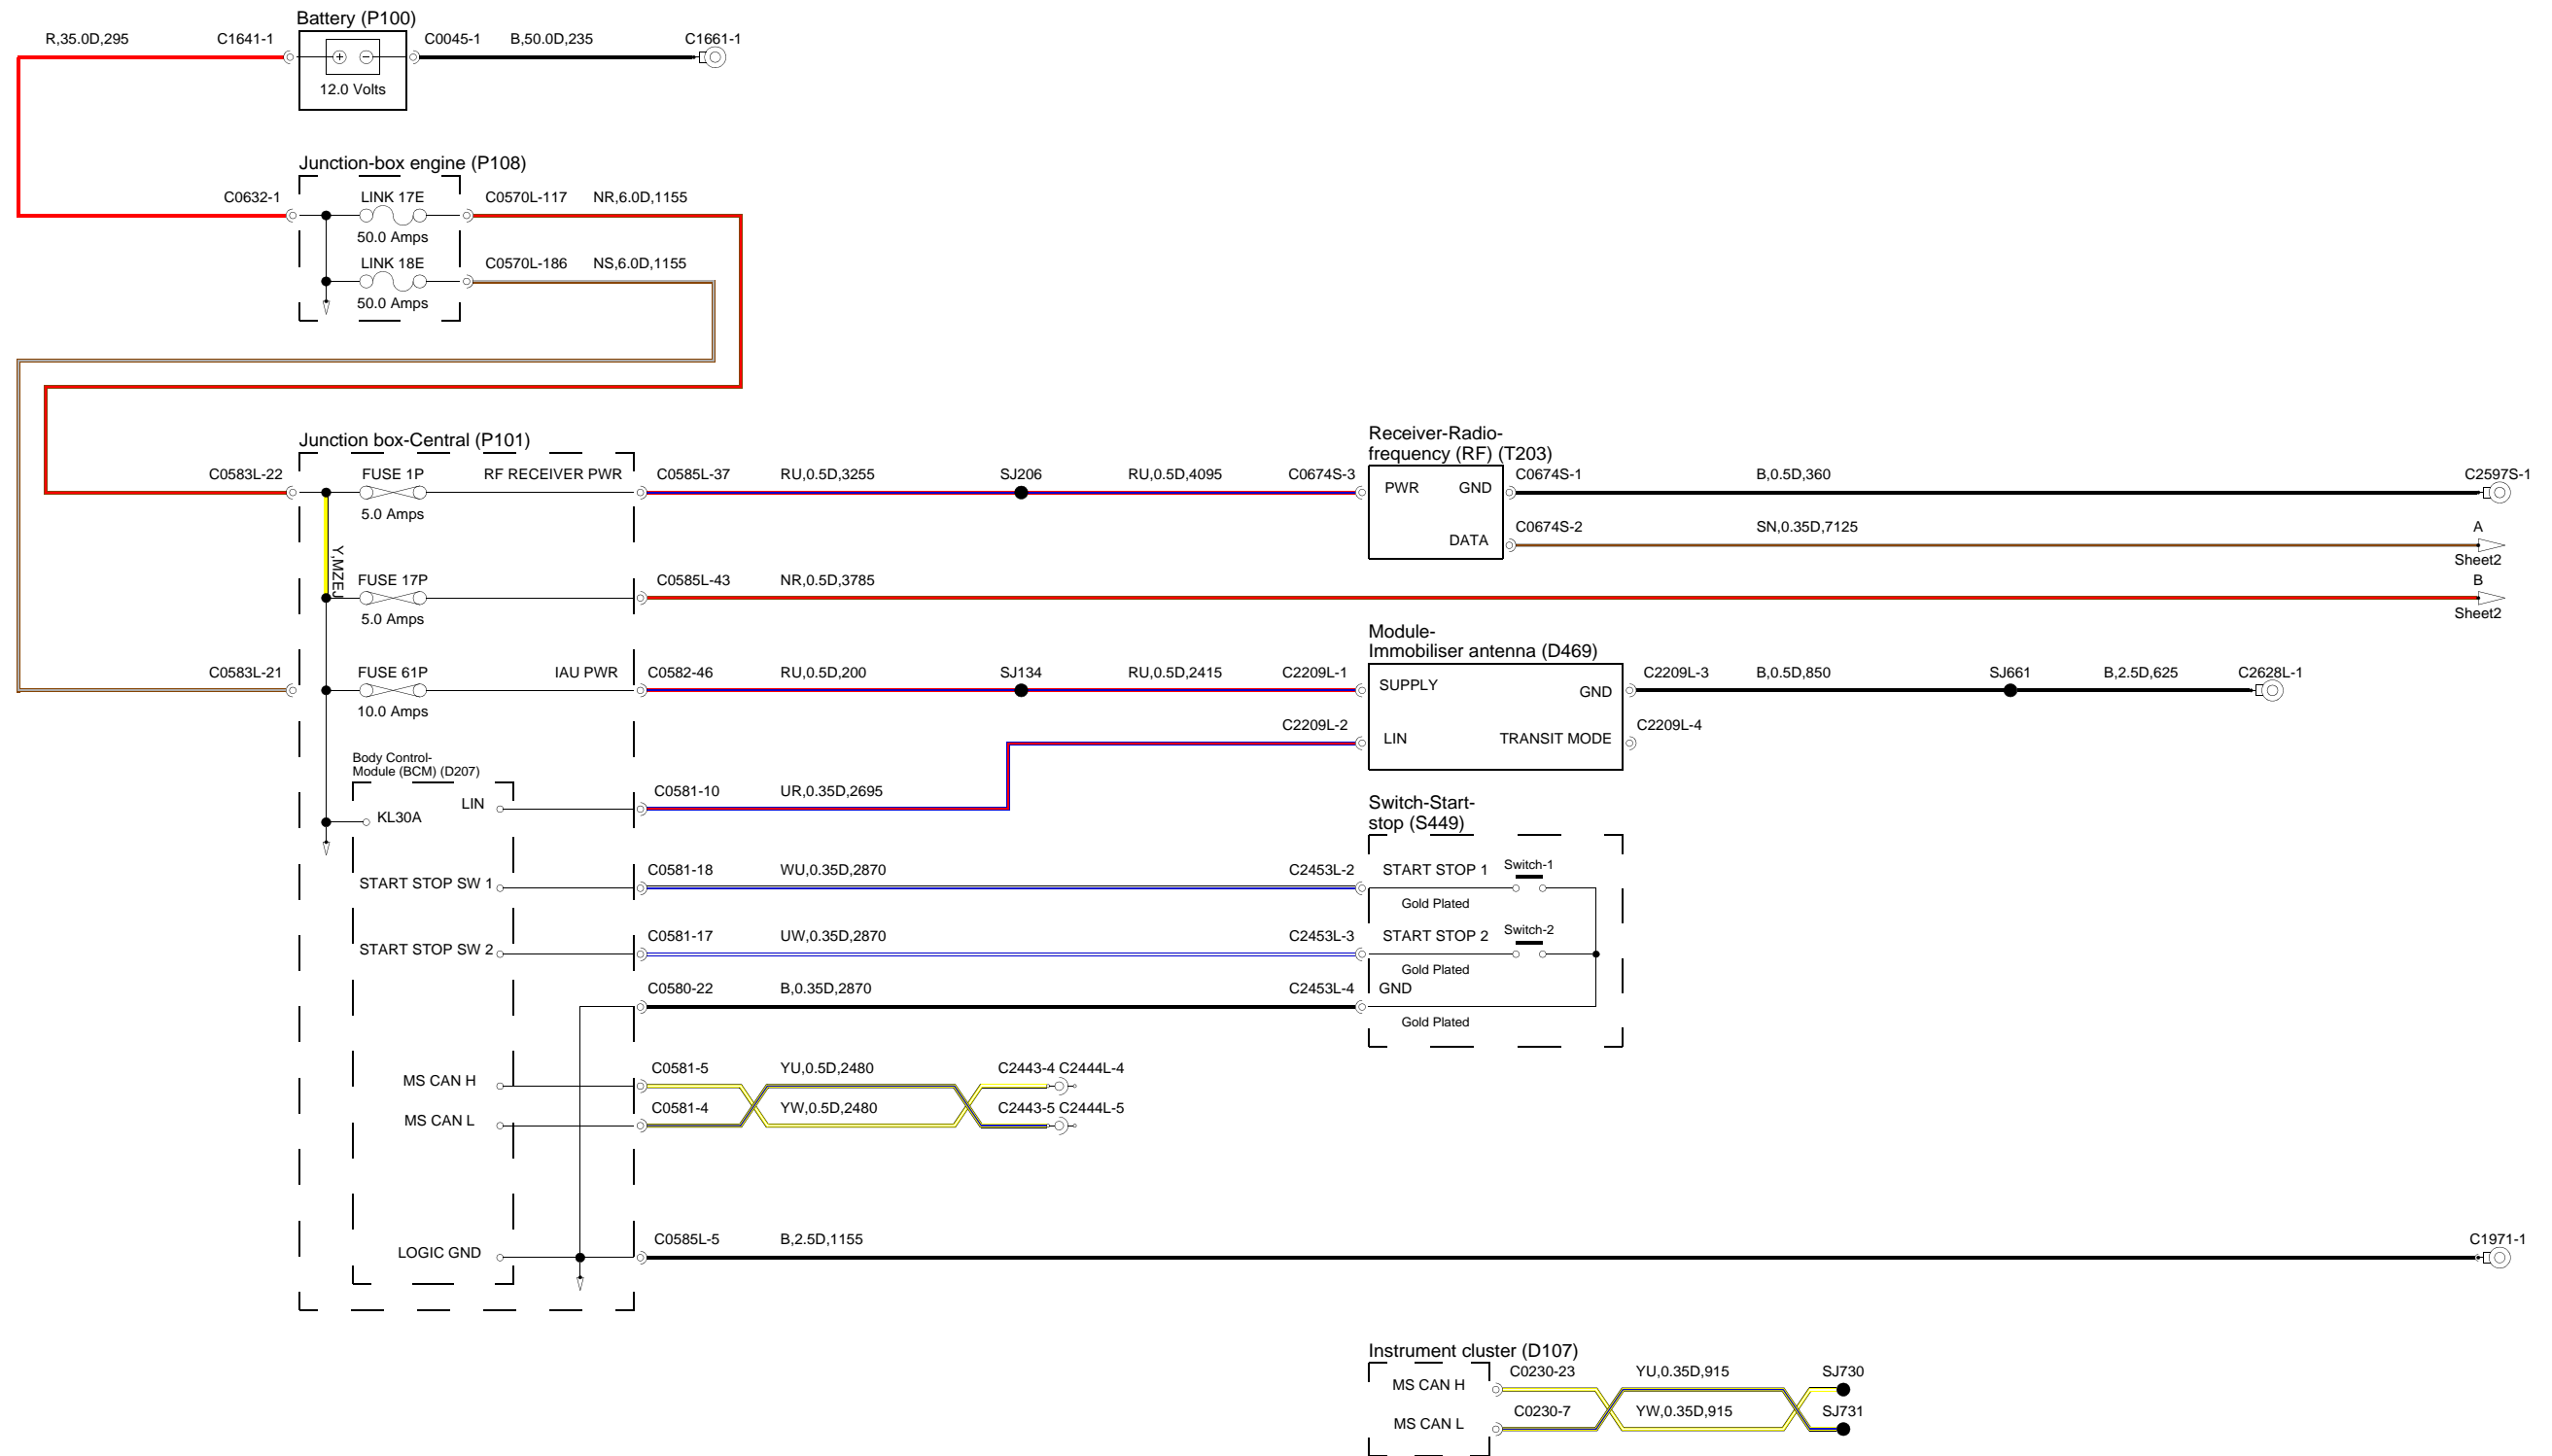 Battery (P100)
R,35.0D,295
C1641-1
C0045-1
B,50.0D,235
C1661-1
12.0 Volts
Junction-box engine (P108)
C0632-1
LINK 17E
C0570L-117
NR,6.0D,1155
50.0 Amps
LINK 18E
C0570L-186
NS,6.0D,1155
50.0 Amps
Junction box-Central (P101)
Receiver-Radio-
frequency (RF) (T203)
C0583L-22
FUSE 1P
RF RECEIVER PWR
C0585L-37
RU,0.5D,3255
SJ206
RU,0.5D,4095
C0674S-3
PWR
GND
C0674S-1
B,0.5D,360
C2597S-1
5.0 Amps
DATA
C0674S-2
SN,0.35D,7125
A
Sheet2
Y,MZEJ
FUSE 17P
C0585L-43
NR,0.5D,3785
B
Sheet2
5.0 Amps
Module-
Immobiliser antenna (D469)
C0583L-21
FUSE 61P
IAU PWR
C0582-46
RU,0.5D,200
SJ134
RU,0.5D,2415
C2209L-1
SUPPLY
GND
C2209L-3
B,0.5D,850
SJ661
B,2.5D,625
C2628L-1
10.0 Amps
C2209L-2
LIN
TRANSIT MODE
C2209L-4
Body Control-
Module (BCM) (D207)
LIN
C0581-10
UR,0.35D,2695
KL30A
Switch-Start-
stop (S449)
START STOP SW 1
C0581-18
WU,0.35D,2870
C2453L-2
START STOP 1
Switch-1
Gold Plated
START STOP SW 2
C0581-17
UW,0.35D,2870
C2453L-3
START STOP 2
Switch-2
Gold Plated
C0580-22
B,0.35D,2870
C2453L-4
GND
Gold Plated
MS CAN H
C0581-5
YU,0.5D,2480
C2443-4 C2444L-4
MS CAN L
C0581-4
YW,0.5D,2480
C2443-5 C2444L-5
LOGIC GND
C0585L-5
B,2.5D,1155
C1971-1
Instrument cluster (D107)
MS CAN H
C0230-23
YU,0.35D,915
SJ730
MS CAN L
C0230-7
YW,0.35D,915
SJ731